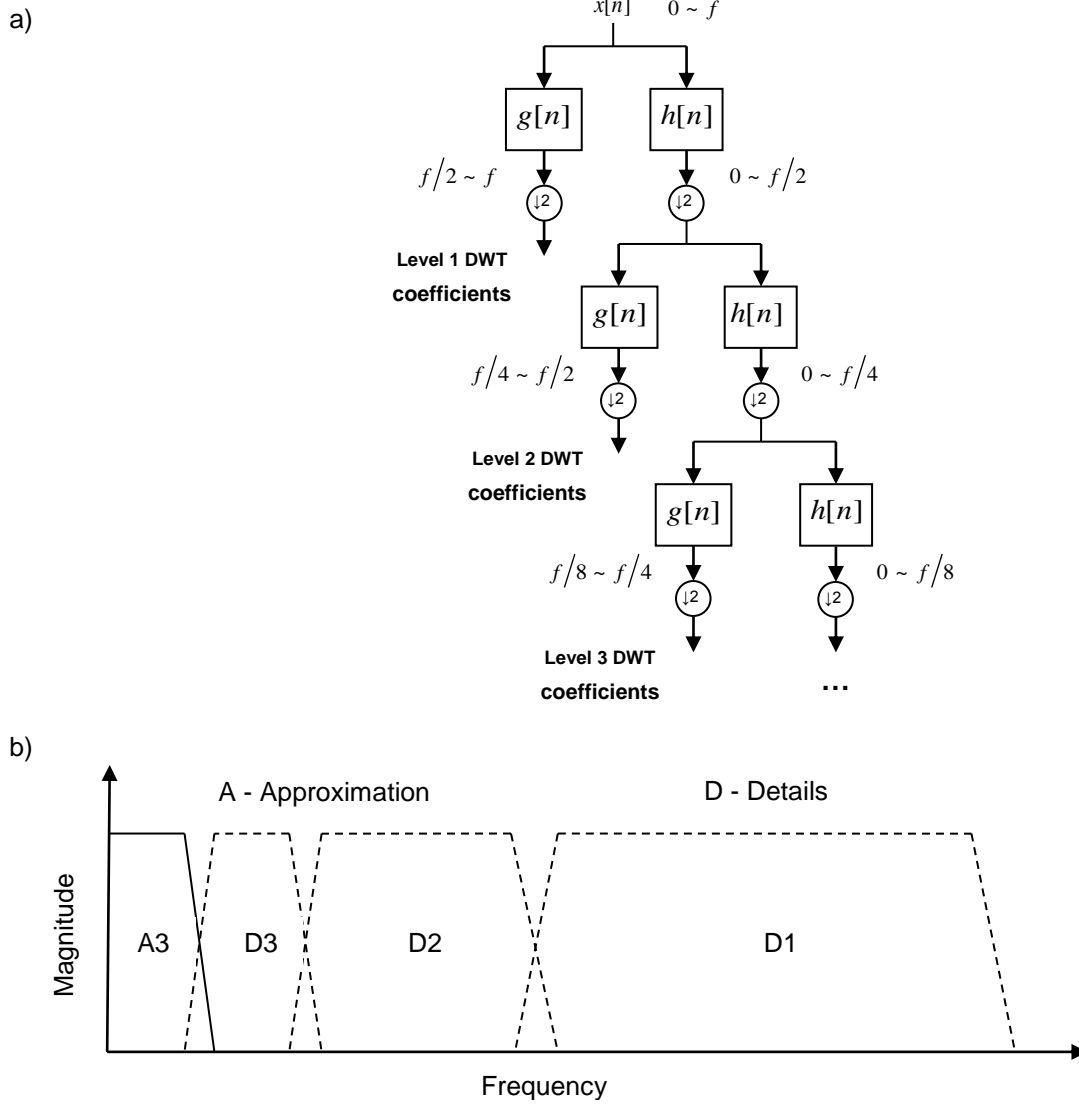 a)
x[n] 0 ~ f
g[n] h[n]
f/2 ~ f 0 ~ f/2
↓2 ↓2
Level 1 DWT
coefficients
g[n] h[n]
f/4 ~ f/2 0 ~ f/4
↓2 ↓2
Level 2 DWT
coefficients
g[n] h[n]
f/8 ~ f/4 0 ~ f/8
↓2 ↓2
Level 3 DWT
coefficients
...
b)
A - Approximation D - Details
Magnitude
A3 D3 D2 D1
Frequency